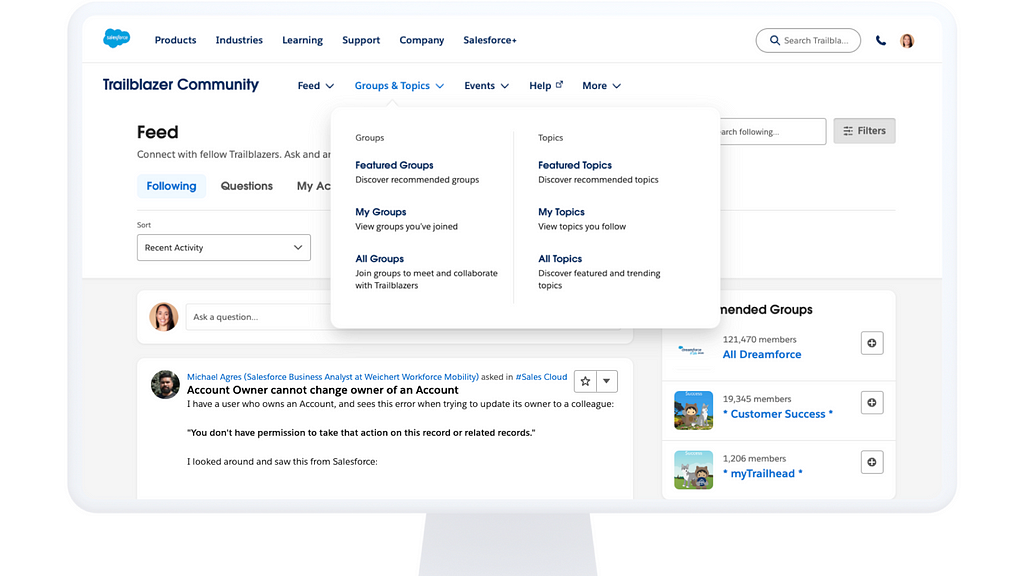 salesforce
Products Industries Learning Support Company Salesforce+
Search Trailbla...
Trailblazer Community
Feed Groups & Topics Events Help More
Feed
Connect with fellow Trailblazers. Ask and
Following Questions My
Sort
Recent Activity
Groups
Featured Groups
Discover recommended groups
My Groups
View groups you've joined
All Groups
Join groups to meet and collaborate
with Trailblazers
Topics
Featured Topics
Discover recommended topics
My Topics
View topics you follow
All Topics
Discover featured and trending
topics
following...
Filters
Ask a question...
Michael Agres (Salesforce Business Analyst at Weichert Workforce Mobility) asked in #Sales Cloud
Account Owner cannot change owner of an Account
I have a user who owns an Account, and sees this error when trying to update its owner to a colleague:
"You don't have permission to take that action on this record or related records."
I looked around and saw this from Salesforce:
Groups
121,470 members
All Dreamforce
19,345 members
* Customer Success *
1,206 members
* myTrailhead *